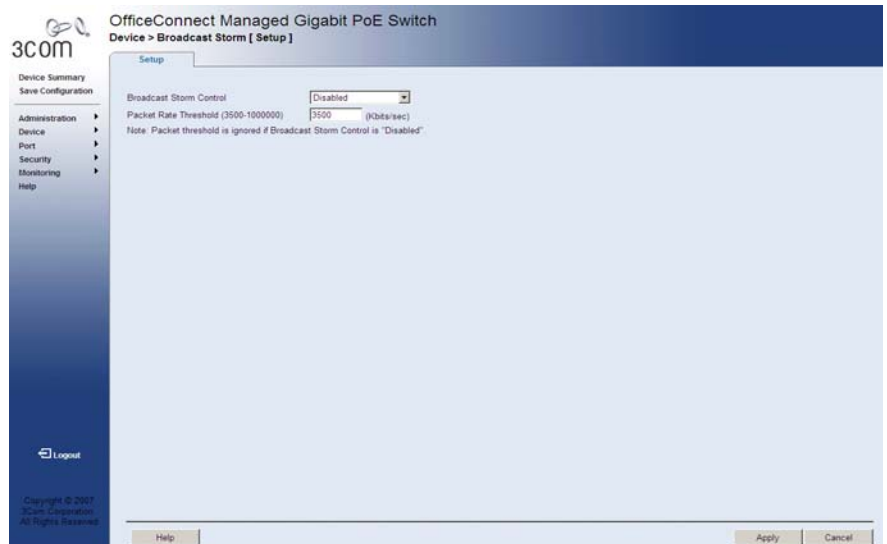 3COM
OfficeConnect Managed Gigabit PoE Switch
Device > Broadcast Storm [ Setup ]
Setup
Device Summary
Save Configuration
Administration
Device
Port
Security
Monitoring
Help
Broadcast Storm Control Disabled
Packet Rate Threshold (3500-1000000) 3500 (Kbits/sec)
Note: Packet threshold is ignored if Broadcast Storm Control is "Disabled".
Logout
Copyright © 2007
3Com Corporation.
All Rights Reserved.
Help Apply Cancel